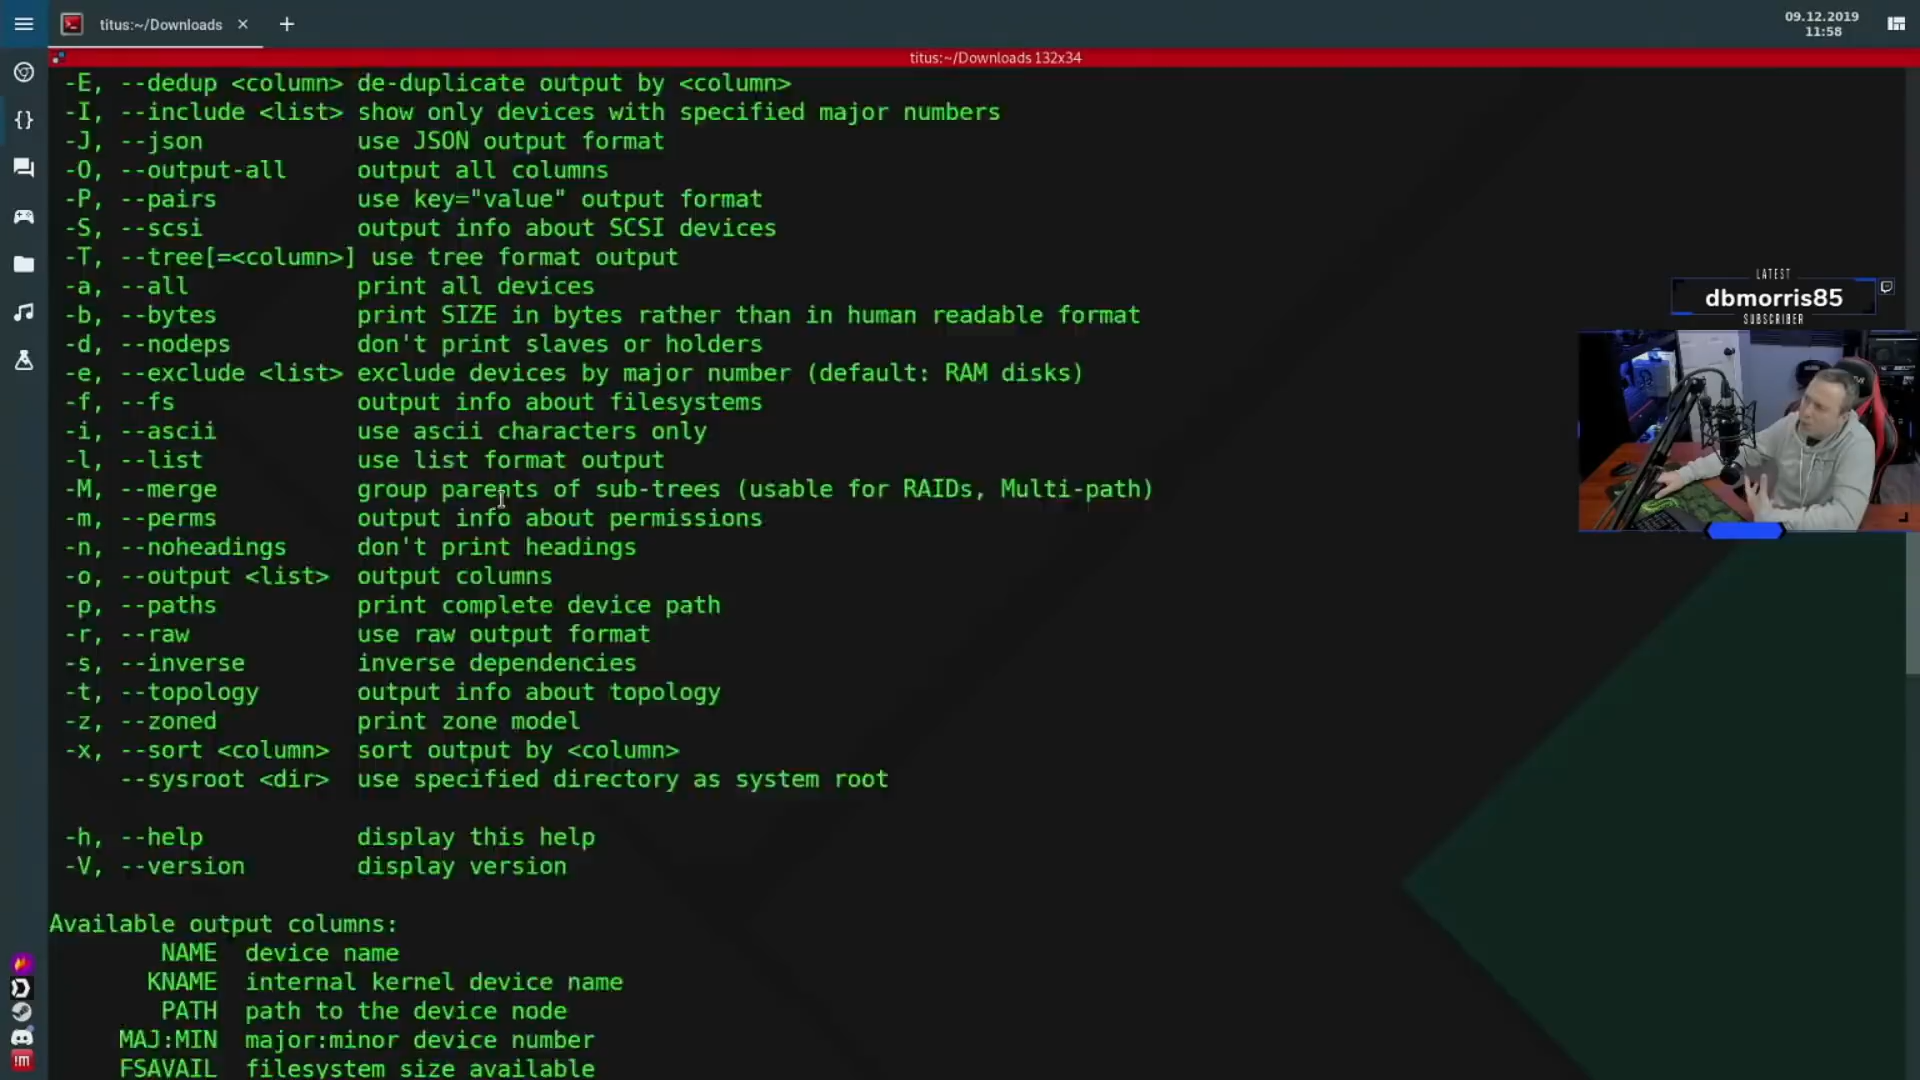 titus:~/Downloads
09.12.2019
11:58
titus:~/Downloads 132x34
-E, --dedup <column> de-duplicate output by <column>
-I, --include <list> show only devices with specified major numbers
-J, --json           use JSON output format
-O, --output-all     output all columns
-P, --pairs          use key="value" output format
-S, --scsi           output info about SCSI devices
-T, --tree[=<column>] use tree format output
-a, --all            print all devices
-b, --bytes          print SIZE in bytes rather than in human readable format
-d, --nodeps         don't print slaves or holders
-e, --exclude <list> exclude devices by major number (default: RAM disks)
-f, --fs             output info about filesystems
-i, --ascii          use ascii characters only
-l, --list           use list format output
-M, --merge          group parents of sub-trees (usable for RAIDs, Multi-path)
-m, --perms          output info about permissions
-n, --noheadings     don't print headings
-o, --output <list>  output columns
-p, --paths          print complete device path
-r, --raw            use raw output format
-s, --inverse        inverse dependencies
-t, --topology       output info about topology
-z, --zoned          print zone model
-x, --sort <column>  sort output by <column>
    --sysroot <dir>  use specified directory as system root
-h, --help           display this help
-V, --version        display version
Available output columns:
NAME  device name
KNAME  internal kernel device name
PATH  path to the device node
MAJ:MIN  major:minor device number
FSAVAIL  filesystem size available
LATEST
dbmorris85
SUBSCRIBER